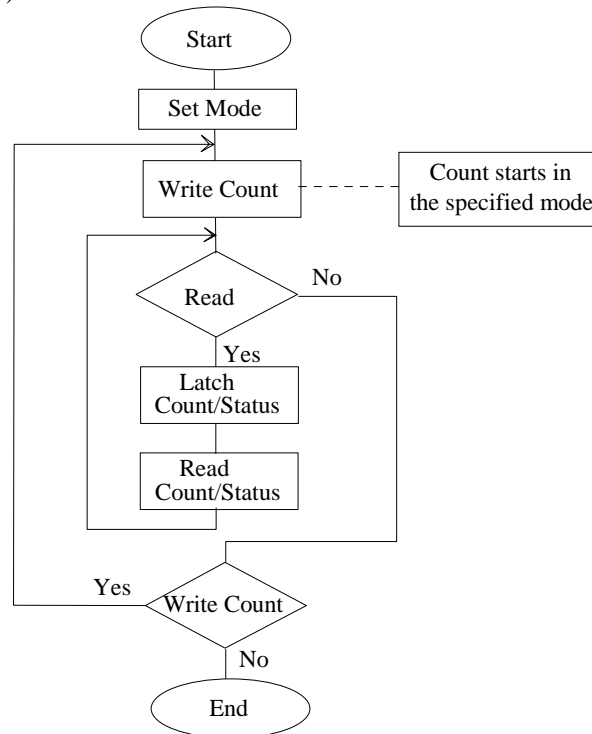 )
Start
Set Mode
Write Count
Count starts in
the specified mode
Read
No
Yes
Latch
Count/Status
Read
Count/Status
Yes
Write Count
No
End